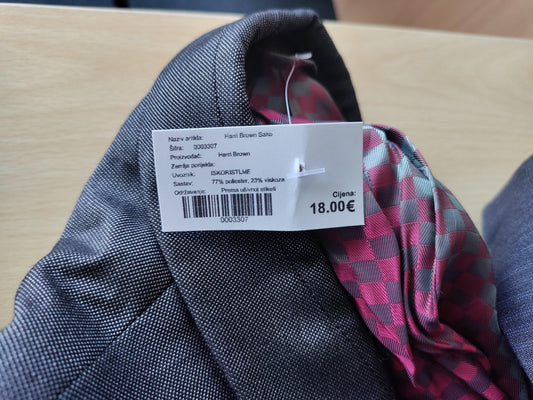 Naziv artikla: Harri Brown Sako
Šifra: 0003307
Proizvođač: Harri Brown
Zemlja porijekla:
Uvoznik: ISKORISTI.ME
Sastav: 77% poliester, 23% viskoza
Održavanje: Prema ušivnoj etiketi
Cijena:
18.00€
0003307